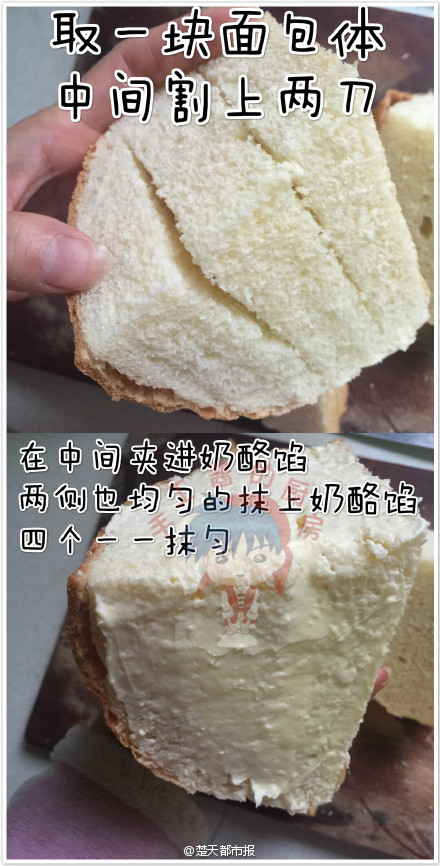 取一块面包体
中间割上两刀
在中间夹进奶酪馅
两侧也均匀的抹上奶酪馅
四个一一抹匀
@楚天都市报